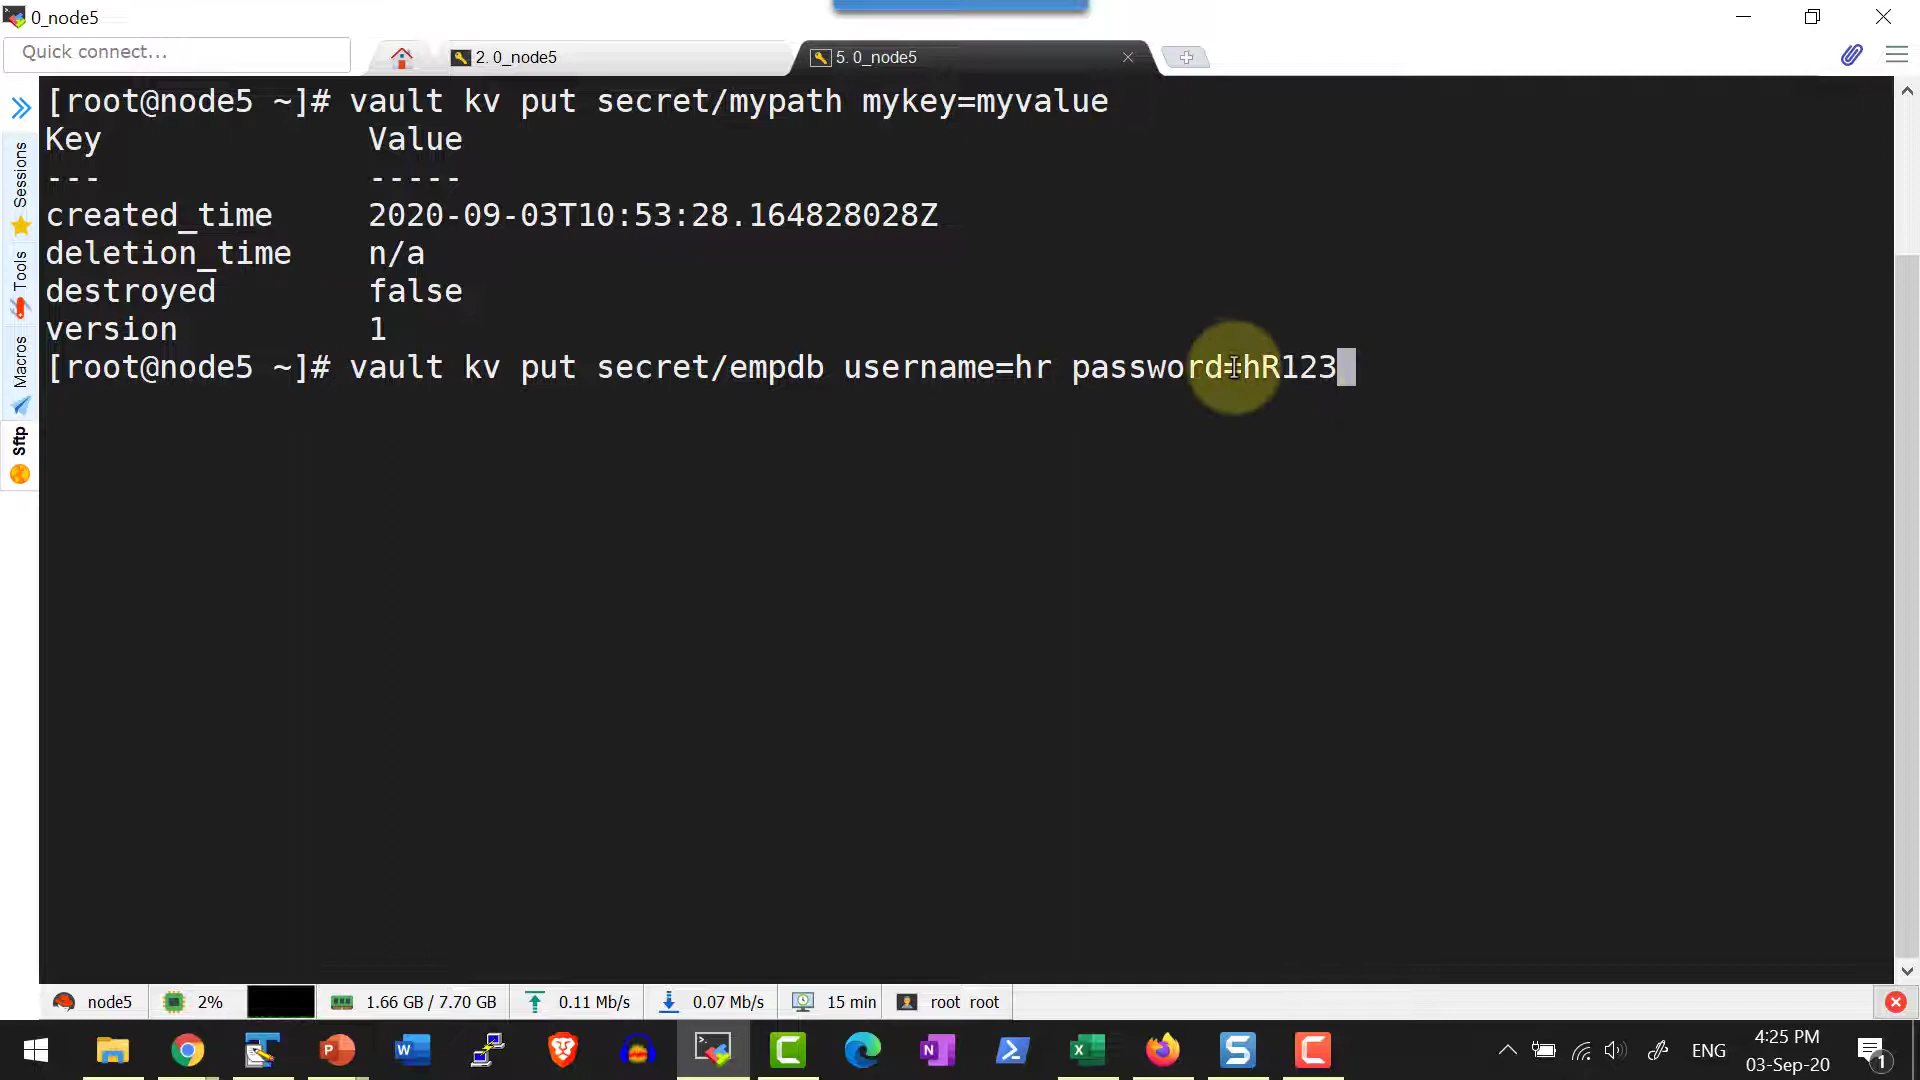 0_node5
Quick connect...
2. 0_node5
5. 0_node5
Sessions
Tools
Macros
Sftp
[root@node5 ~]# vault kv put secret/mypath mykey=myvalue
Key Value
--- -----
created_time 2020-09-03T10:53:28.164828028Z
deletion_time n/a
destroyed false
version 1
[root@node5 ~]# vault kv put secret/empdb username=hr password=hR123
node5 2% 1.66 GB / 7.70 GB 0.11 Mb/s 0.07 Mb/s 15 min root root
ENG
4:25 PM
03-Sep-20
1